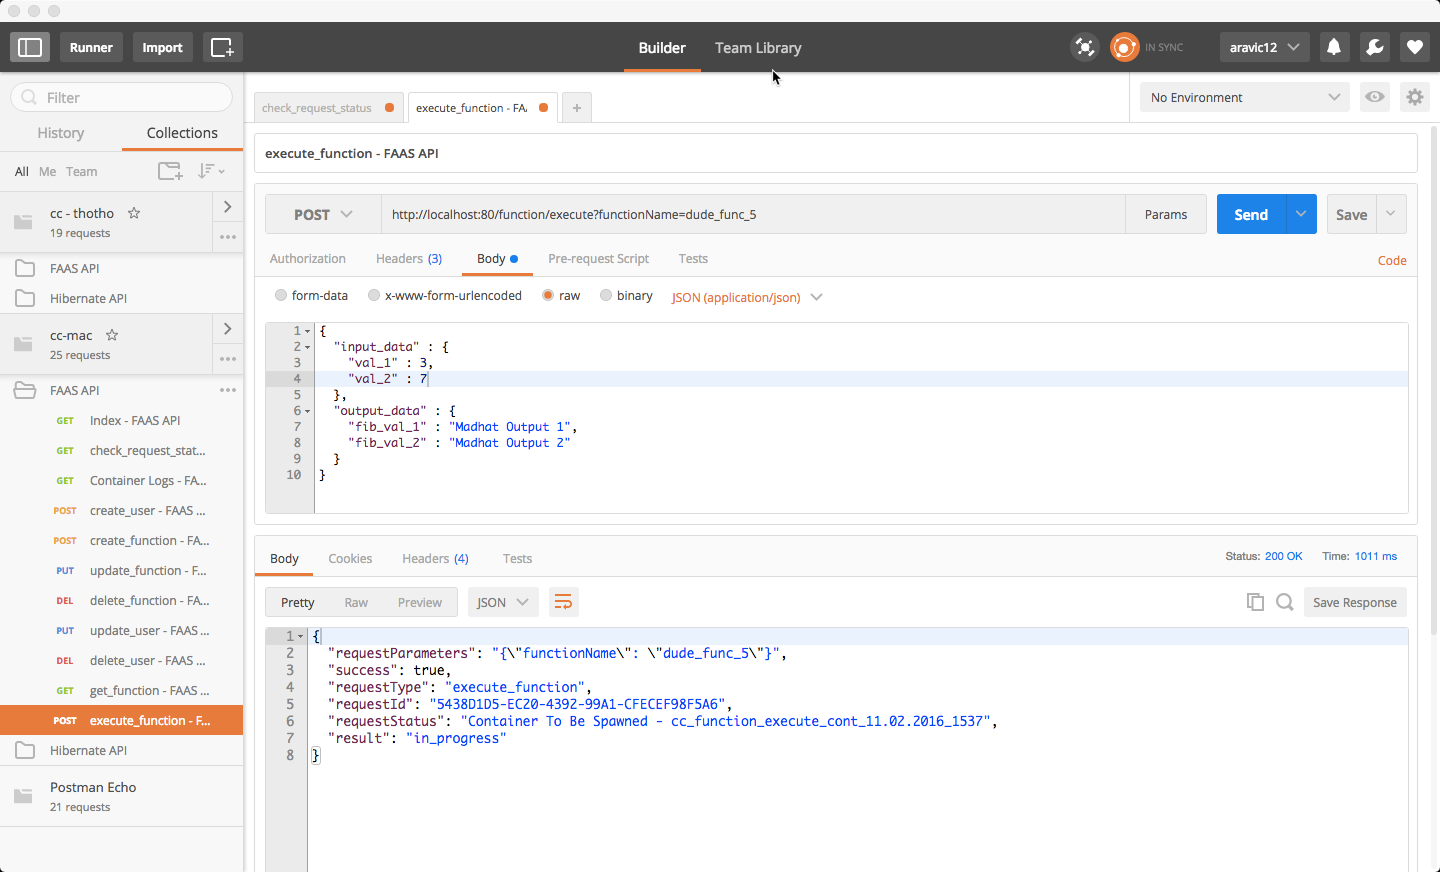 Runner
Import
Builder
Team Library
IN SYNC
aravic12
Filter
History
Collections
All
Me
Team
cc - thotho
19 requests
FAAS API
Hibernate API
cc-mac
25 requests
FAAS API
GET Index - FAAS API
GET check_request_stat...
GET Container Logs - FA...
POST create_user - FAAS ...
POST create_function - FA...
PUT update_function - F...
DEL delete_function - FA...
PUT update_user - FAAS ...
DEL delete_user - FAAS ...
GET get_function - FAAS ...
POST execute_function - F...
Hibernate API
Postman Echo
21 requests
check_request_status
execute_function - FA
+
No Environment
execute_function - FAAS API
POST
http://localhost:80/function/execute?functionName=dude_func_5
Params
Send
Save
Authorization
Headers (3)
Body
Pre-request Script
Tests
Code
form-data
x-www-form-urlencoded
raw
binary
JSON (application/json)
1 {
2 "input_data" : {
3 "val_1" : 3,
4 "val_2" : 7
5 },
6 "output_data" : {
7 "fib_val_1" : "Madhat Output 1",
8 "fib_val_2" : "Madhat Output 2"
9 }
10 }
Body
Cookies
Headers (4)
Tests
Status: 200 OK
Time: 1011 ms
Pretty
Raw
Preview
JSON
Save Response
1 {
2 "requestParameters": "{\"functionName\": \"dude_func_5\"}",
3 "success": true,
4 "requestType": "execute_function",
5 "requestId": "5438D1D5-EC20-4392-99A1-CFECEF98F5A6",
6 "requestStatus": "Container To Be Spawned - cc_function_execute_cont_11.02.2016_1537",
7 "result": "in_progress"
8 }